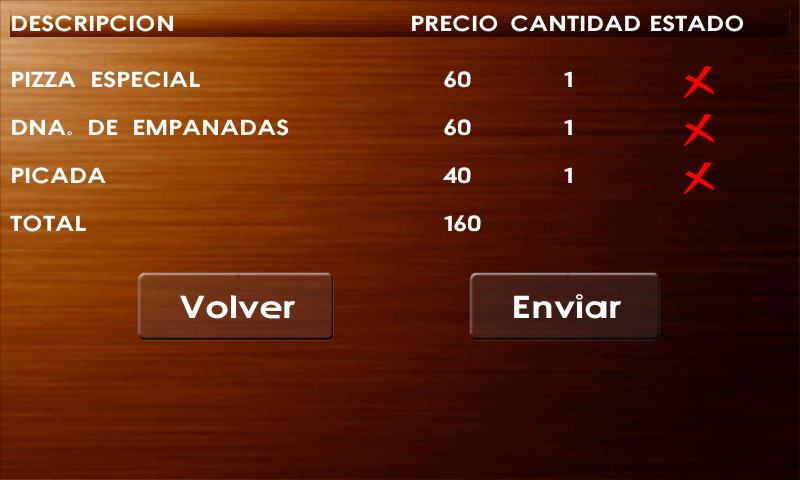 DESCRIPCION PRECIO CANTIDAD ESTADO
PIZZA ESPECIAL 60 1
DNA. DE EMPANADAS 60 1
PICADA 40 1
TOTAL 160
Volver Enviar